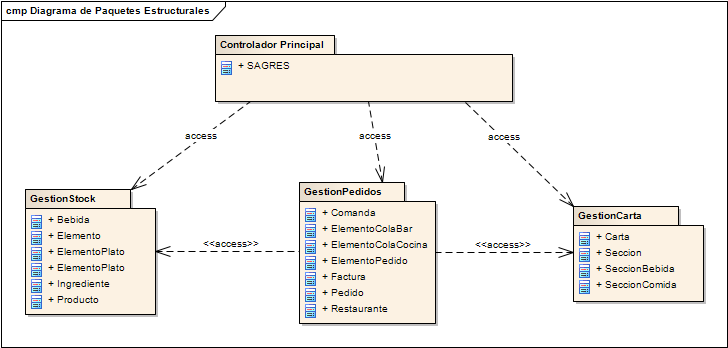 cmp Diagrama de Paquetes Estructurales
Controlador Principal
+ SAGRES
access
access
access
GestionStock
+ Bebida
+ Elemento
+ ElementoPlato
+ ElementoPlato
+ Ingrediente
+ Producto
<<access>>
GestionPedidos
+ Comanda
+ ElementoColaBar
+ ElementoColaCocina
+ ElementoPedido
+ Factura
+ Pedido
+ Restaurante
<<access>>
GestionCarta
+ Carta
+ Seccion
+ SeccionBebida
+ SeccionComida